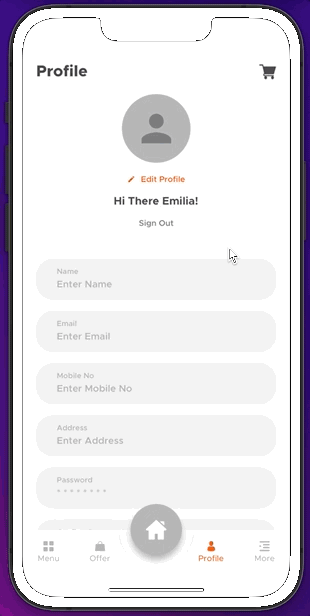 Profile
Edit Profile
Hi There Emilia!
Sign Out
Name
Enter Name
Email
Enter Email
Mobile No
Enter Mobile No
Address
Enter Address
Password
* * * * * * * *
Menu
Offer
Profile
More